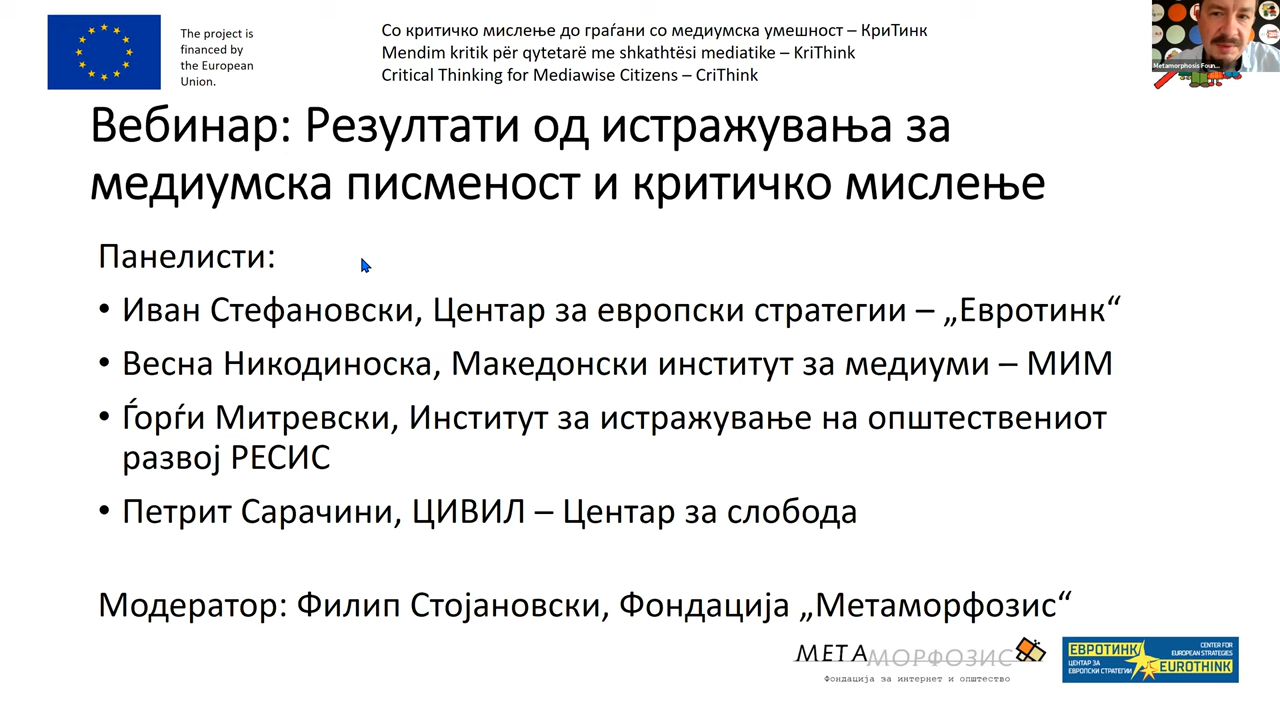 The project is
financed by
the European
Union.
Со критичко мислење до граѓани со медиумска умешност – КриТинк
Mendim kritik për qytetarë me shkathtësi mediatike – KriThink
Critical Thinking for Mediawise Citizens – CriThink
Metamorphosis Foun...
Вебинар: Резултати од истражувања за
медиумска писменост и критичко мислење
Панелисти:
• Иван Стефановски, Центар за европски стратегии – „Евротинк“
• Весна Никодиноска, Македонски институт за медиуми – МИМ
• Ѓорѓи Митревски, Институт за истражување на општествениот
развој РЕСИС
• Петрит Сарачини, ЦИВИЛ – Центар за слобода
Модератор: Филип Стојановски, Фондација „Метаморфозис“
МЕТАМОРФОЗИС
Фондација за интернет и општество
ЕВРОТИНК
ЦЕНТАР ЗА
ЕВРОПСКИ СТРАТЕГИИ
CENTER FOR
EUROPEAN STRATEGIES
EUROTHINK